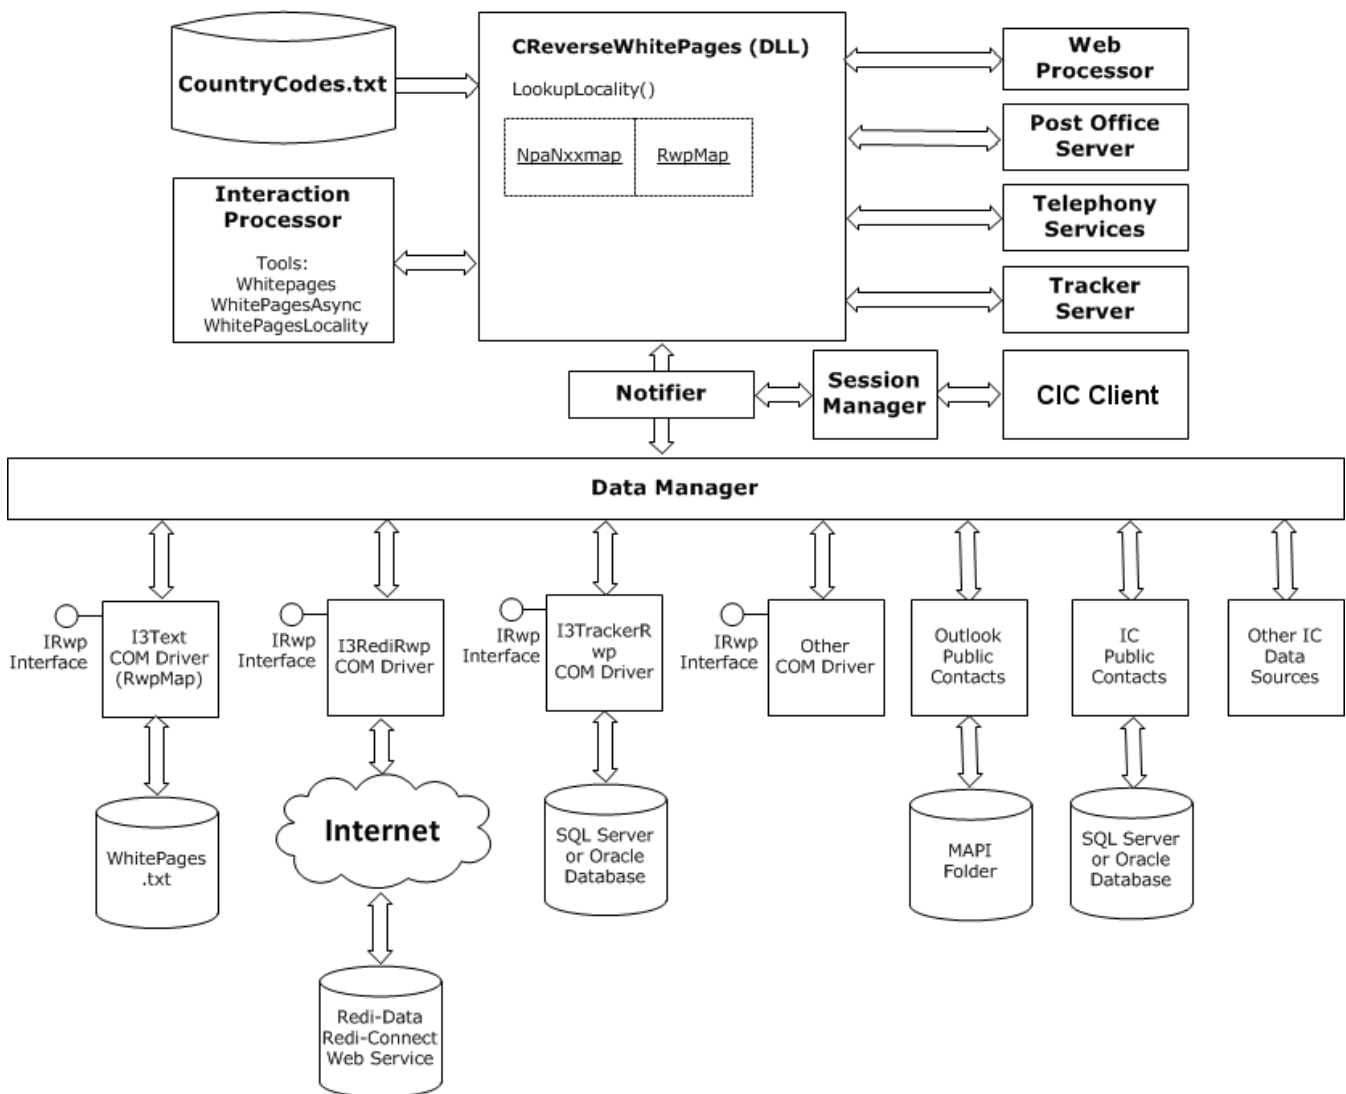 CountryCodes.txt
CReverseWhitePages (DLL)
LookupLocality()
NpaNxxmap
RwpMap
Web
Processor
Post Office
Server
Telephony
Services
Tracker
Server
Interaction
Processor
Tools:
Whitepages
WhitePagesAsync
WhitePagesLocality
Notifier
Session
Manager
CIC Client
Data Manager
IRwp
Interface
I3Text
COM Driver
(RwpMap)
IRwp
Interface
I3RediRwp
COM Driver
IRwp
Interface
I3TrackerR
wp
COM Driver
IRwp
Interface
Other
COM Driver
Outlook
Public
Contacts
IC
Public
Contacts
Other IC
Data
Sources
WhitePages
.txt
Internet
SQL Server
or Oracle
Database
MAPI
Folder
SQL Server
or Oracle
Database
Redi-Data
Redi-Connect
Web Service